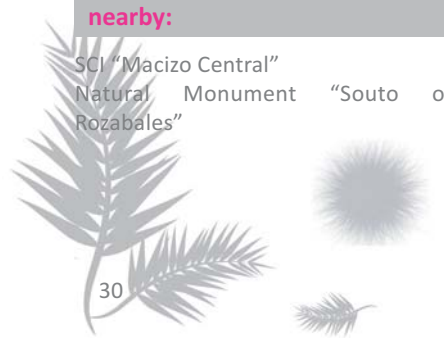 nearby:
SCI “Macizo Central”
Natural Monument “Souto o
Rozabales”
30